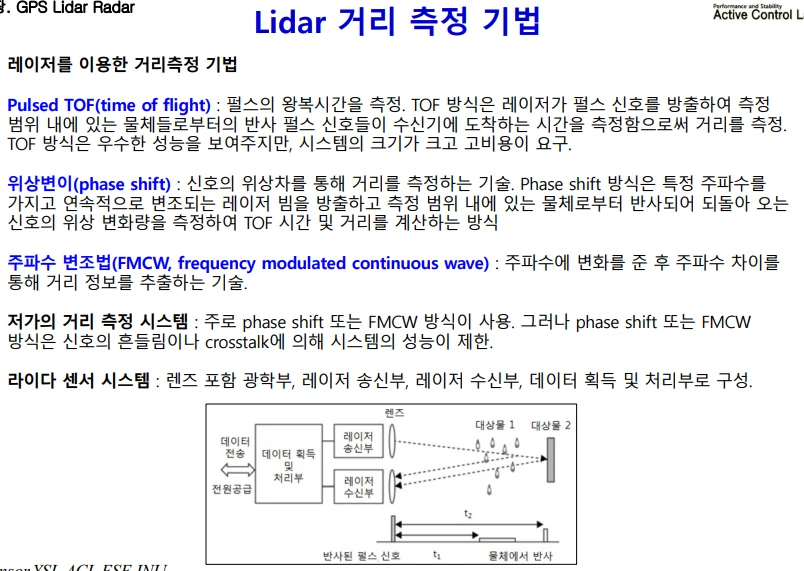 장. GPS Lidar Radar
Lidar 거리 측정 기법
Performance and Stability
Active Control La
레이저를 이용한 거리측정 기법
Pulsed TOF(time of flight) : 펄스의 왕복시간을 측정. TOF 방식은 레이저가 펄스 신호를 방출하여 측정
범위 내에 있는 물체들로부터의 반사 펄스 신호들이 수신기에 도착하는 시간을 측정함으로써 거리를 측정.
TOF 방식은 우수한 성능을 보여주지만, 시스템의 크기가 크고 고비용이 요구.
위상변이(phase shift) : 신호의 위상차를 통해 거리를 측정하는 기술. Phase shift 방식은 특정 주파수를
가지고 연속적으로 변조되는 레이저 빔을 방출하고 측정 범위 내에 있는 물체로부터 반사되어 되돌아 오는
신호의 위상 변화량을 측정하여 TOF 시간 및 거리를 계산하는 방식
주파수 변조법(FMCW, frequency modulated continuous wave) : 주파수에 변화를 준 후 주파수 차이를
통해 거리 정보를 추출하는 기술.
저가의 거리 측정 시스템 : 주로 phase shift 또는 FMCW 방식이 사용. 그러나 phase shift 또는 FMCW
방식은 신호의 흔들림이나 crosstalk에 의해 시스템의 성능이 제한.
라이다 센서 시스템 : 렌즈 포함 광학부, 레이저 송신부, 레이저 수신부, 데이터 획득 및 처리부로 구성.
렌즈
대상물 1
대상물 2
데이터
전송
전원공급
데이터 획득
및
처리부
레이저
송신부
레이저
수신부
t₂
t₁
반사된 펄스 신호
물체에서 반사